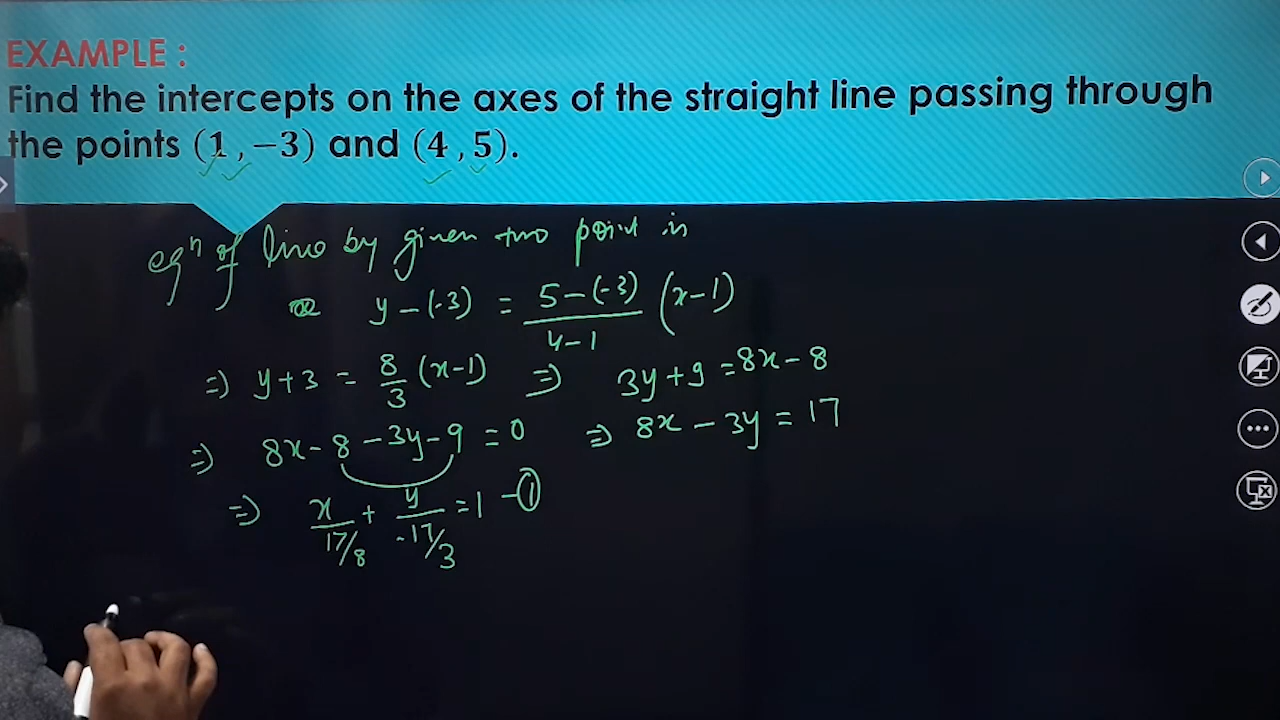 EXAMPLE :
Find the intercepts on the axes of the straight line passing through
the points (1 ,−3) and (4 ,5).
eqⁿ of line by given two point is
y-(-3) = 5-(-3)/4-1 (x-1)
⇒ y+3 = 8/3 (x-1) ⇒ 3y+9 = 8x-8
⇒ 8x-8-3y-9 = 0 ⇒ 8x-3y = 17
⇒ x/17/8 + y/-17/3 = 1 -①